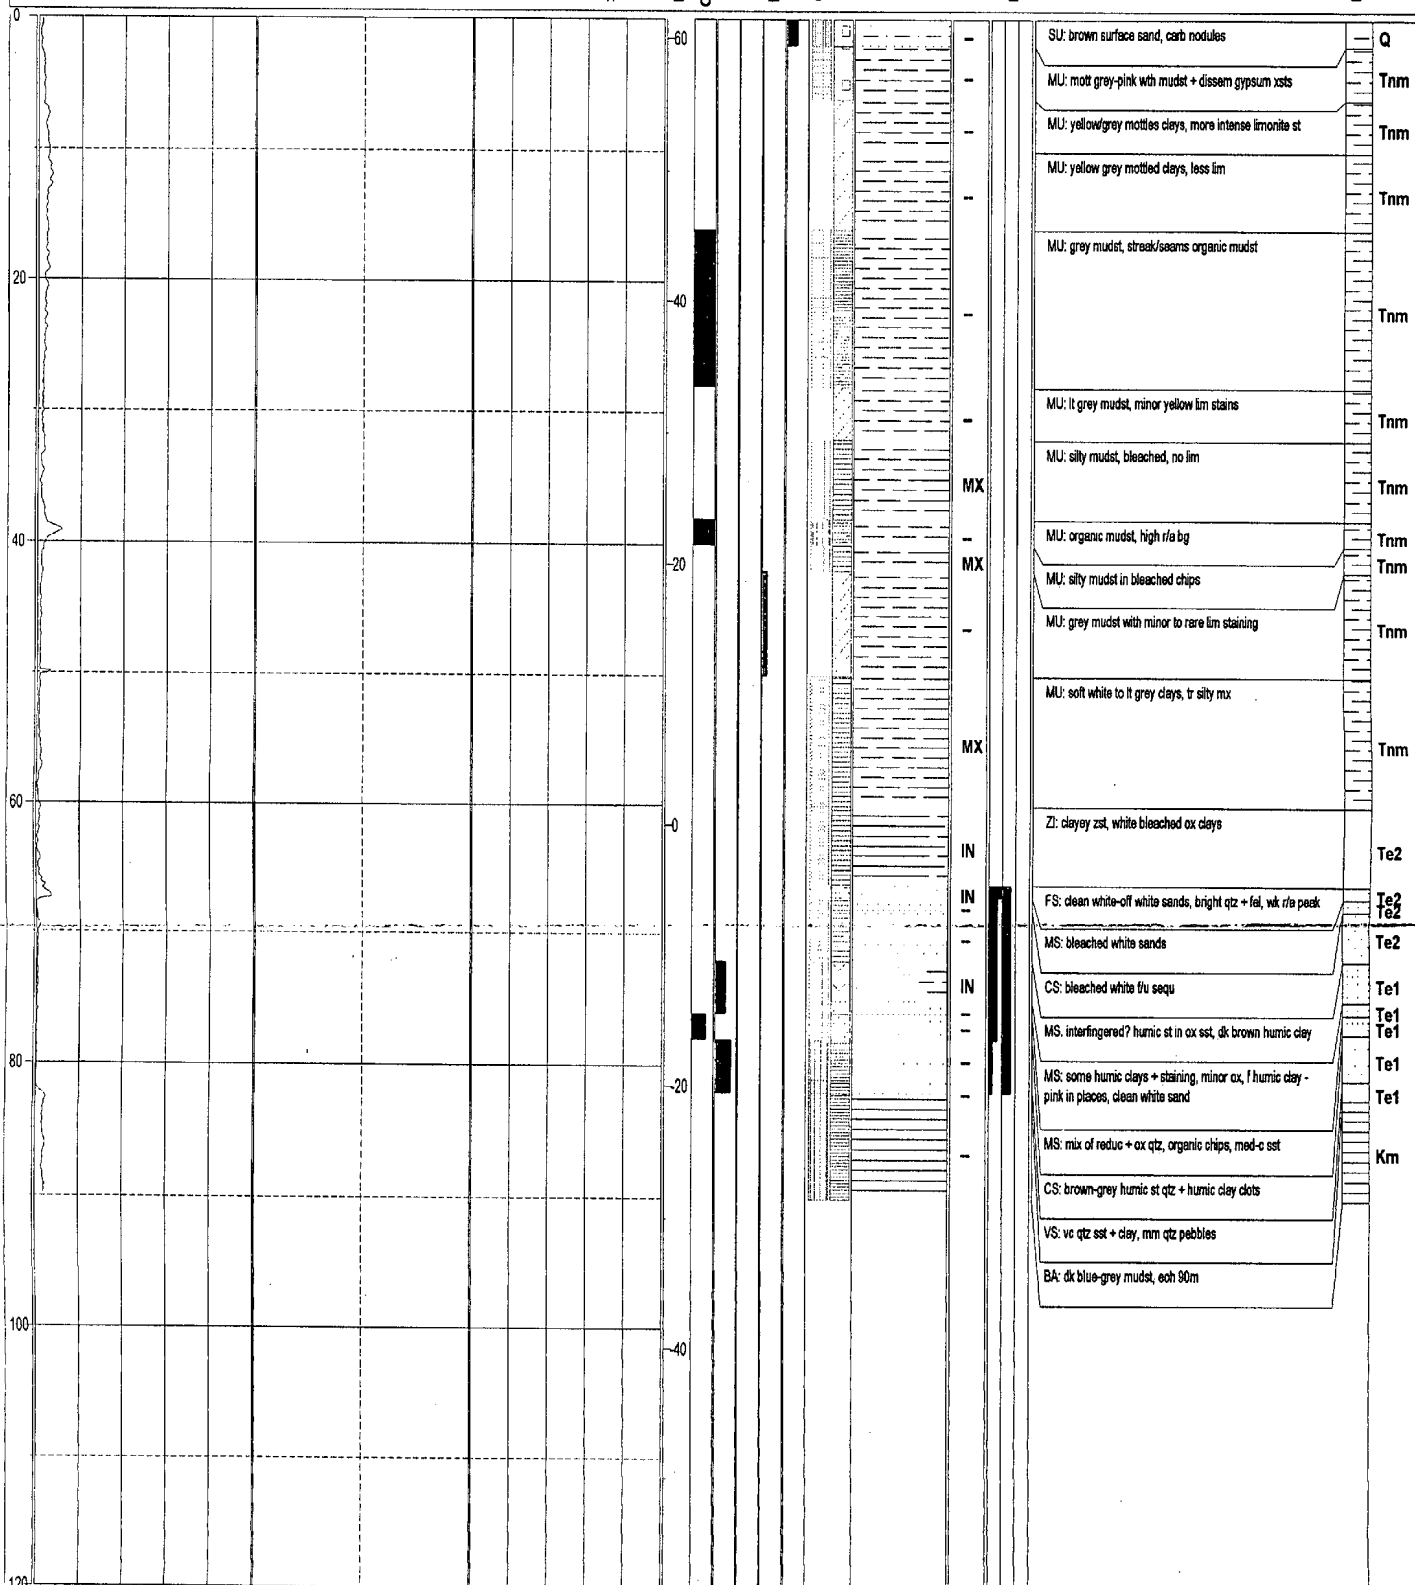 0
20
40
60
80
100
120
60
40
20
0
-20
-40
MX
MX
MX
IN
IN
IN
SU: brown surface sand, carb nodules
MU: mott grey-pink wth mudst + dissem gypsum xsts
MU: yellow/grey mottles clays, more intense limonite st
MU: yellow grey mottled clays, less lim
MU: grey mudst, streak/seams organic mudst
MU: lt grey mudst, minor yellow lim stains
MU: silty mudst, bleached, no lim
MU: organic mudst, high r/a bg
MU: silty mudst in bleached chips
MU: grey mudst with minor to rare lim staining
MU: soft white to lt grey clays, tr silty mx
ZI: clayey zst, white bleached ox clays
FS: clean white-off white sands, bright qtz + fel, wk r/a peak
MS: bleached white sands
CS: bleached white f/u sequ
MS. interfingered? humic st in ox sst, dk brown humic clay
MS: some humic clays + staining, minor ox, f humic clay -
pink in places, clean white sand
MS: mix of reduc + ox qtz, organic chips, med-c sst
CS: brown-grey humic st qtz + humic clay clots
VS: vc qtz sst + clay, mm qtz pebbles
BA: dk blue-grey mudst, eoh 90m
Q
Tnm
Tnm
Tnm
Tnm
Tnm
Tnm
Tnm
Tnm
Tnm
Tnm
Te2
Te2
Te2
Te2
Te1
Te1
Te1
Te1
Te1
Km